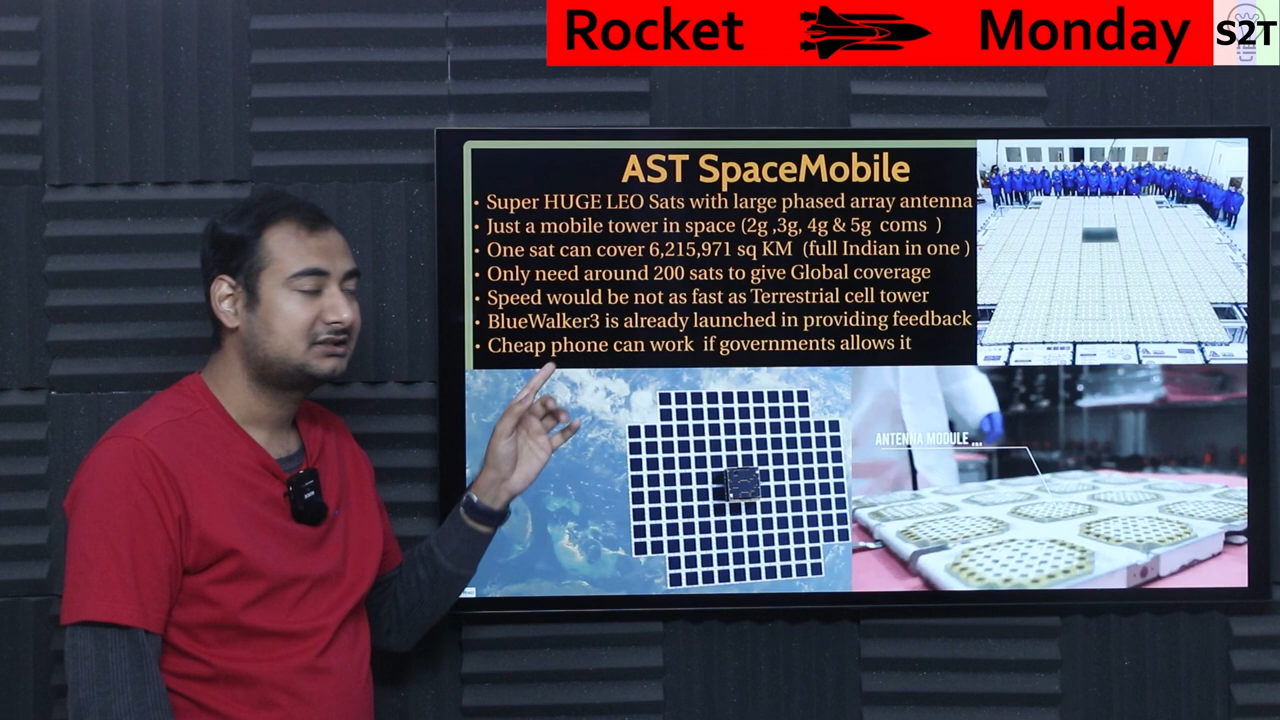 Rocket Monday S2T
AST SpaceMobile
• Super HUGE LEO Sats with large phased array antenna
• Just a mobile tower in space (2g ,3g, 4g & 5g coms )
• One sat can cover 6,215,971 sq KM (full Indian in one )
• Only need around 200 sats to give Global coverage
• Speed would be not as fast as Terrestrial cell tower
• BlueWalker3 is already launched in providing feedback
• Cheap phone can work if governments allows it
ANTENNA MODULE ...